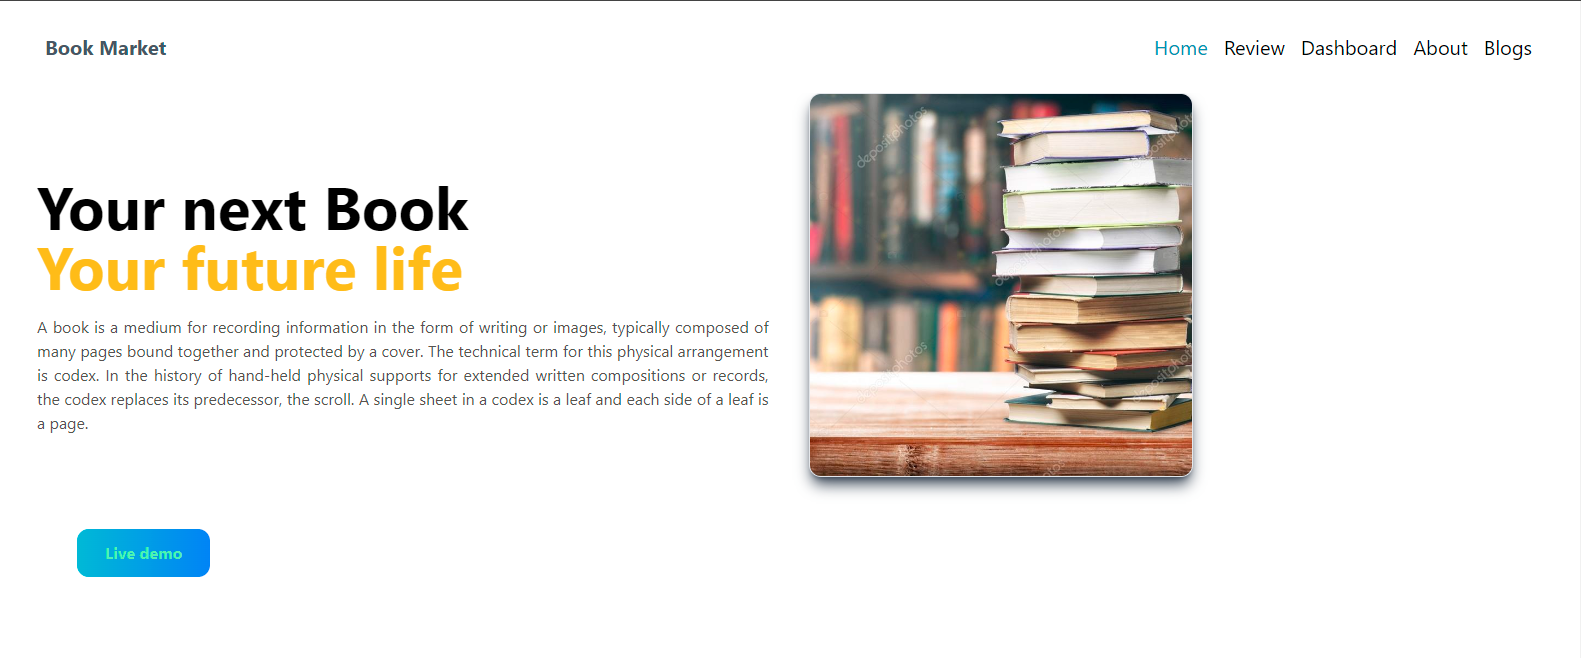 Book Market
Home Review Dashboard About Blogs
Your next Book
Your future life
A book is a medium for recording information in the form of writing or images, typically composed of
many pages bound together and protected by a cover. The technical term for this physical arrangement
is codex. In the history of hand-held physical supports for extended written compositions or records,
the codex replaces its predecessor, the scroll. A single sheet in a codex is a leaf and each side of a leaf is
a page.
Live demo
depositphotos
depositphotos
depositphotos